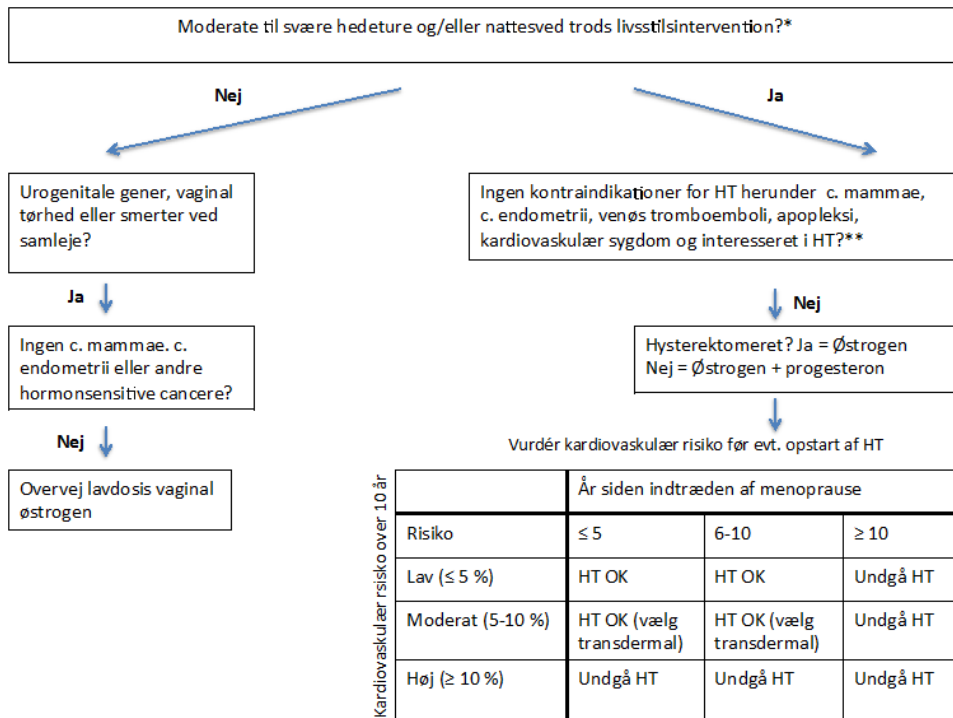 Moderate til svære hedeture og/eller nattesved trods livsstilsintervention?*
Nej
Ja
Urogenitale gener, vaginal
tørhed eller smerter ved
samleje?
Ingen kontraindikationer for HT herunder c. mammae,
c. endometrii, venøs tromboemboli, apopleksi,
kardiovaskulær sygdom og interesseret i HT?**
Ja
Nej
Ingen c. mammae. c.
endometrii eller andre
hormonsensitive cancere?
Hysterektomeret? Ja = Østrogen
Nej = Østrogen + progesteron
Nej
Vurdér kardiovaskulær risiko før evt. opstart af HT
Overvej lavdosis vaginal
østrogen
Kardiovaskulær rsisko over 10 år
År siden indtræden af menoprause
Risiko ≤ 5 6-10 ≥ 10
Lav (≤ 5 %) HT OK HT OK Undgå HT
Moderat (5-10 %) HT OK (vælg HT OK (vælg Undgå HT
transdermal) transdermal)
Høj (≥ 10 %) Undgå HT Undgå HT Undgå HT